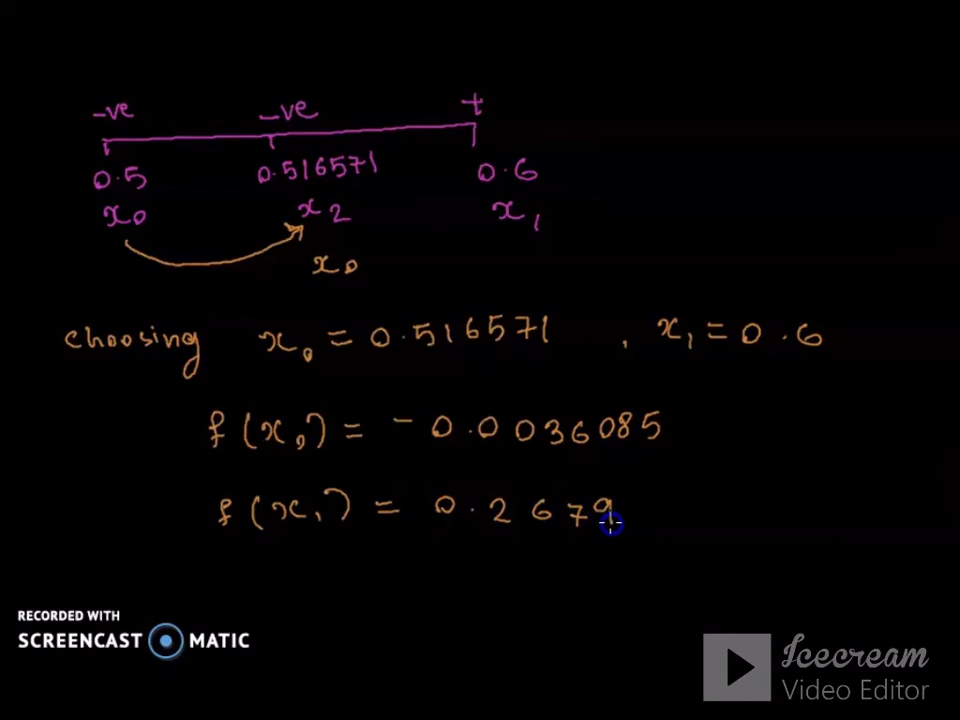 -ve -ve +
0.5 0.516571 0.6
x0 x2 x1
x0
choosing x0 = 0.516571 , x1 = 0.6
f(x0) = -0.0036085
f(x1) = 0.2679
RECORDED WITH
SCREENCAST MATIC
Icecream
Video Editor